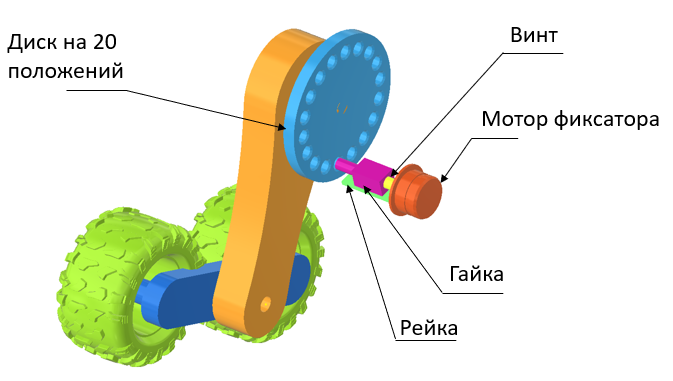 Диск на 20
положений
Винт
Мотор фиксатора
Гайка
Рейка